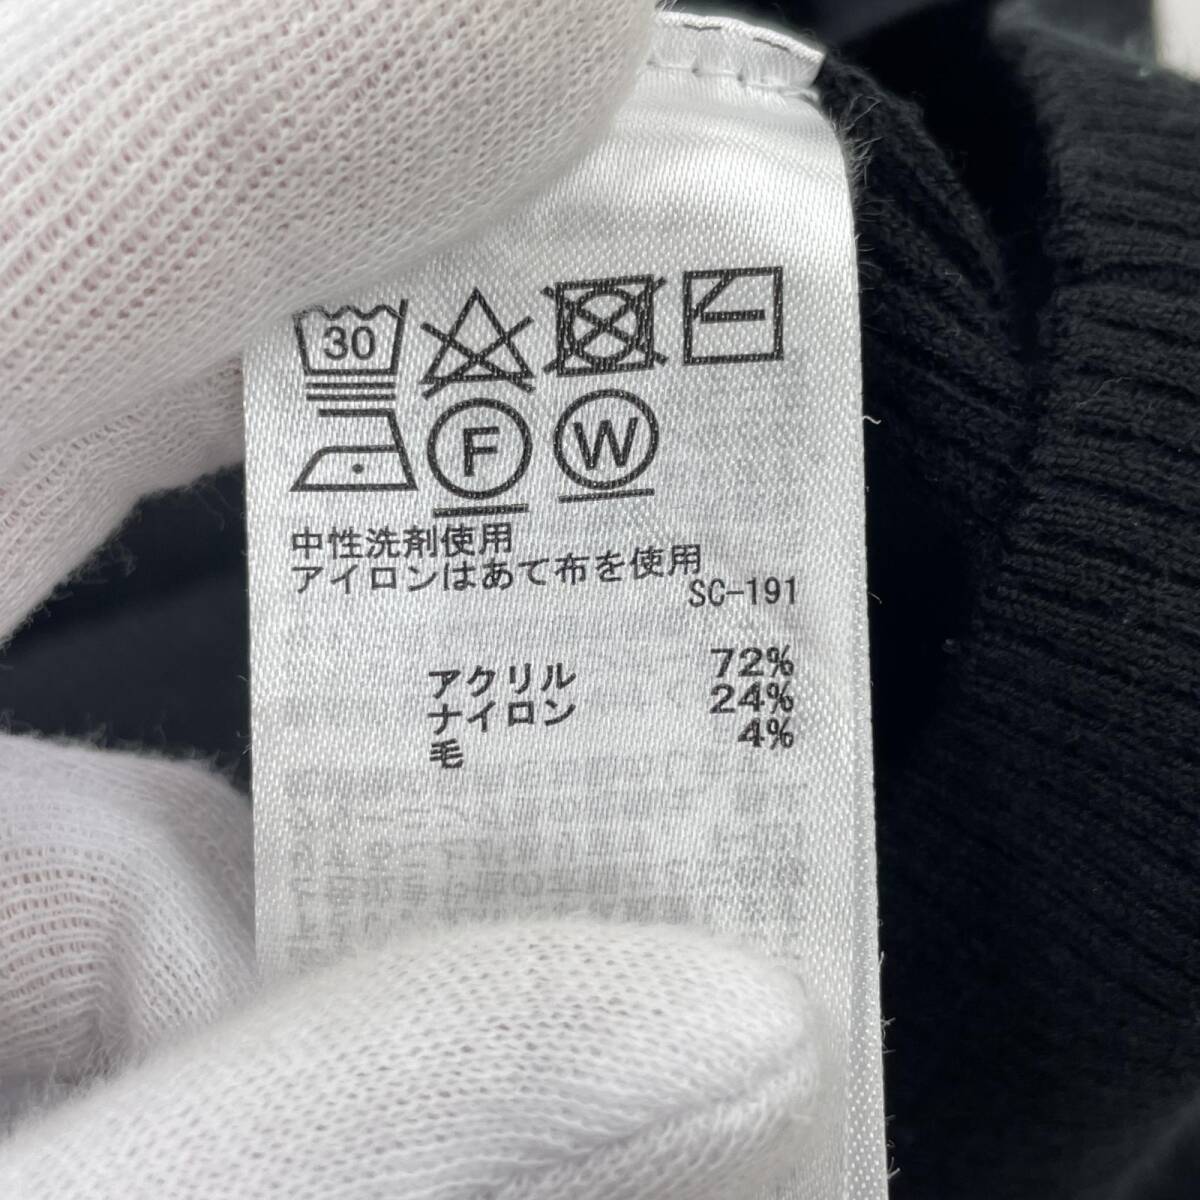 30
F W
中性洗剤使用
アイロンはあて布を使用
SC-191
アクリル 72%
ナイロン 24%
毛 4%